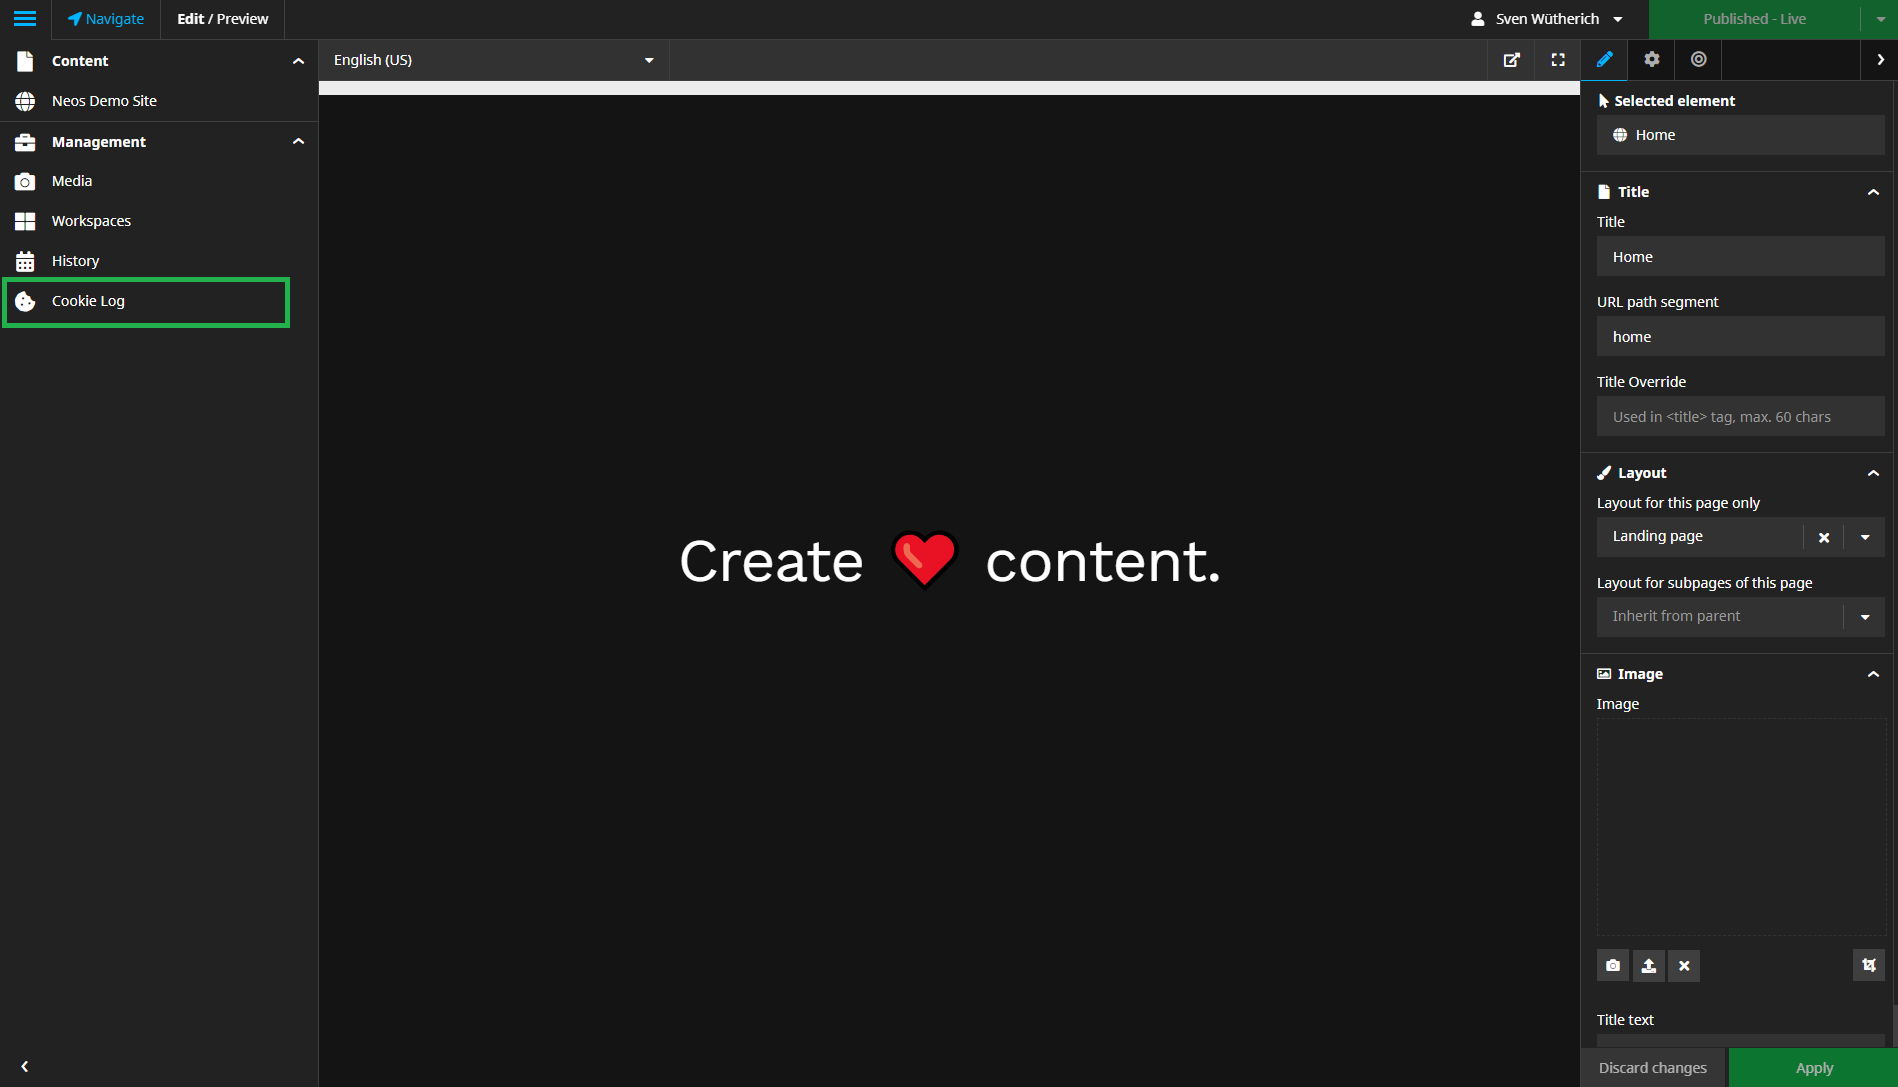 Navigate
Edit / Preview
Sven Wütherich
Published - Live
Content
Neos Demo Site
Management
Media
Workspaces
History
Cookie Log
English (US)
Create content.
Selected element
Home
Title
Title
Home
URL path segment
home
Title Override
Used in <title> tag, max. 60 chars
Layout
Layout for this page only
Landing page
Layout for subpages of this page
Inherit from parent
Image
Image
Title text
Discard changes
Apply